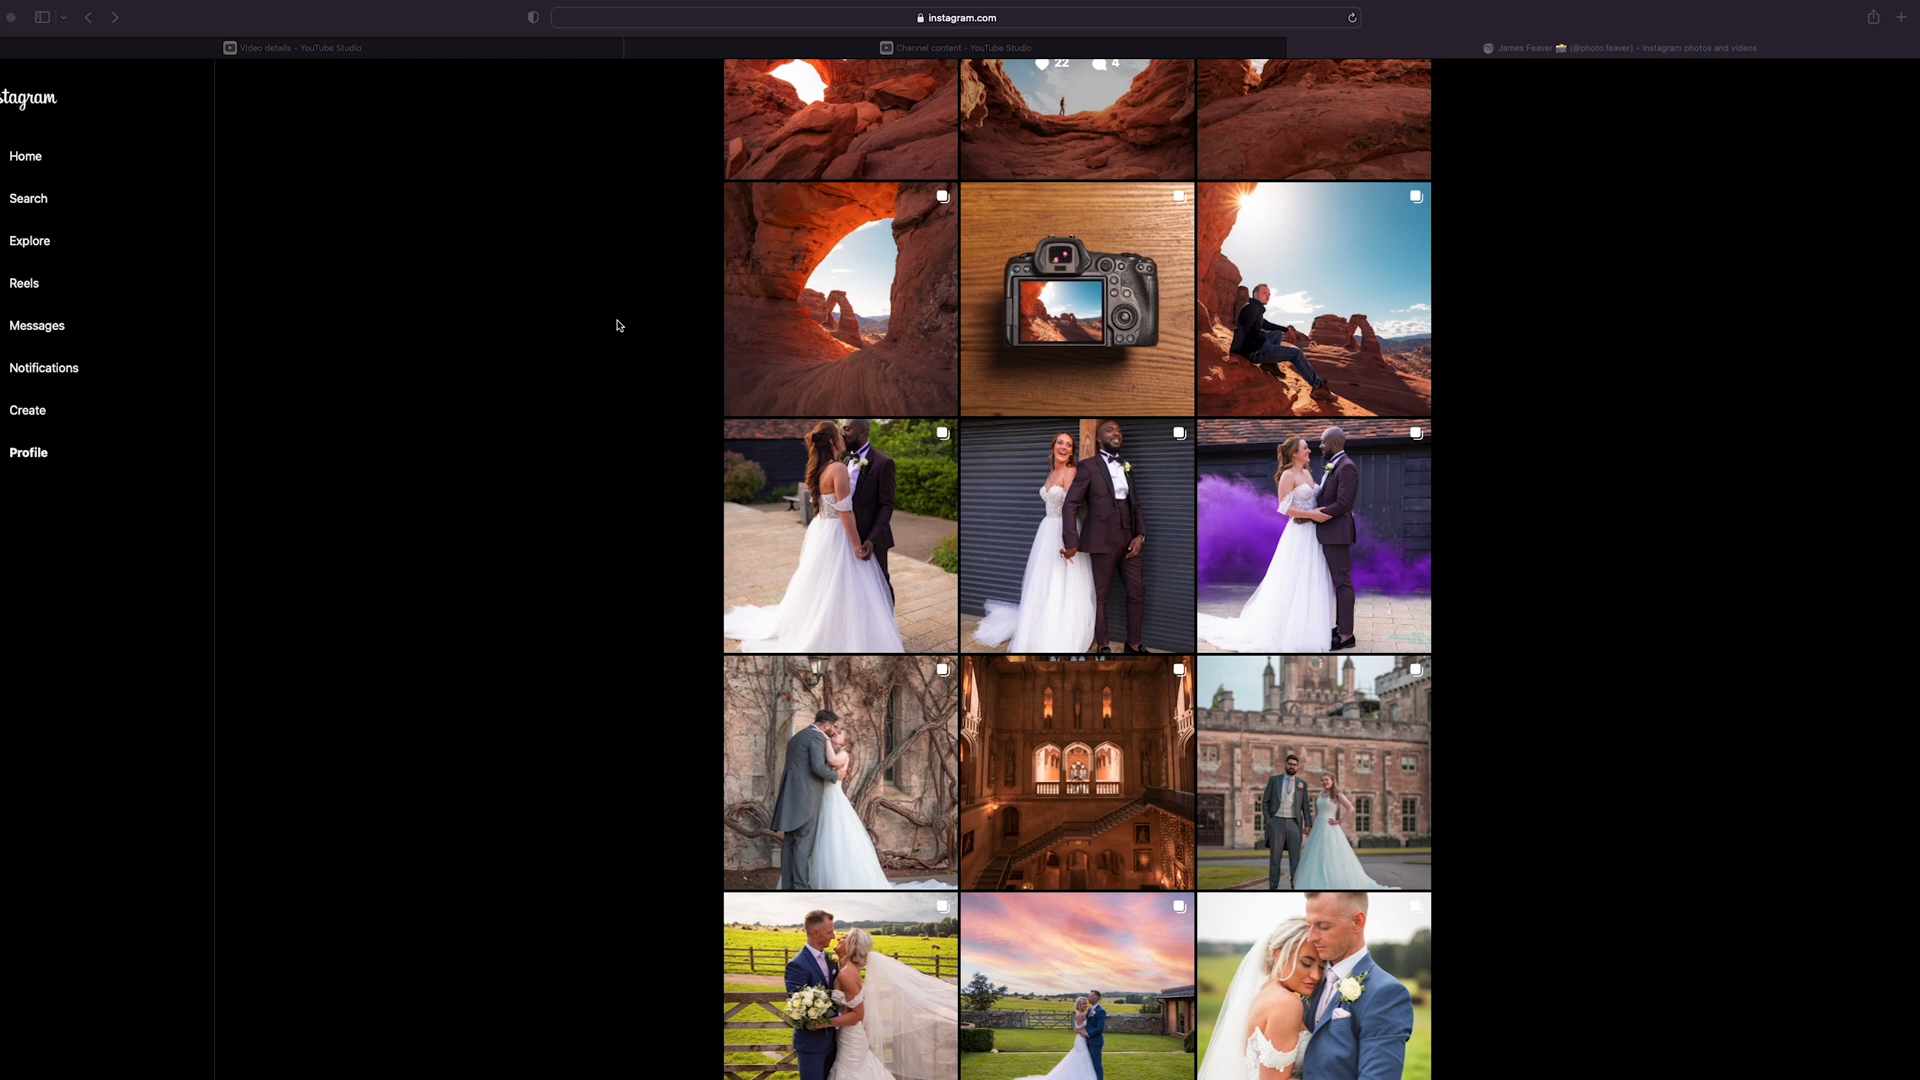 instagram.com
Video details - YouTube Studio
Channel content - YouTube Studio
James Feaver 📸 (@photo.feaver) • Instagram photos and videos
stagram
22 4
Home
Search
Explore
Reels
Messages
Notifications
Create
Profile